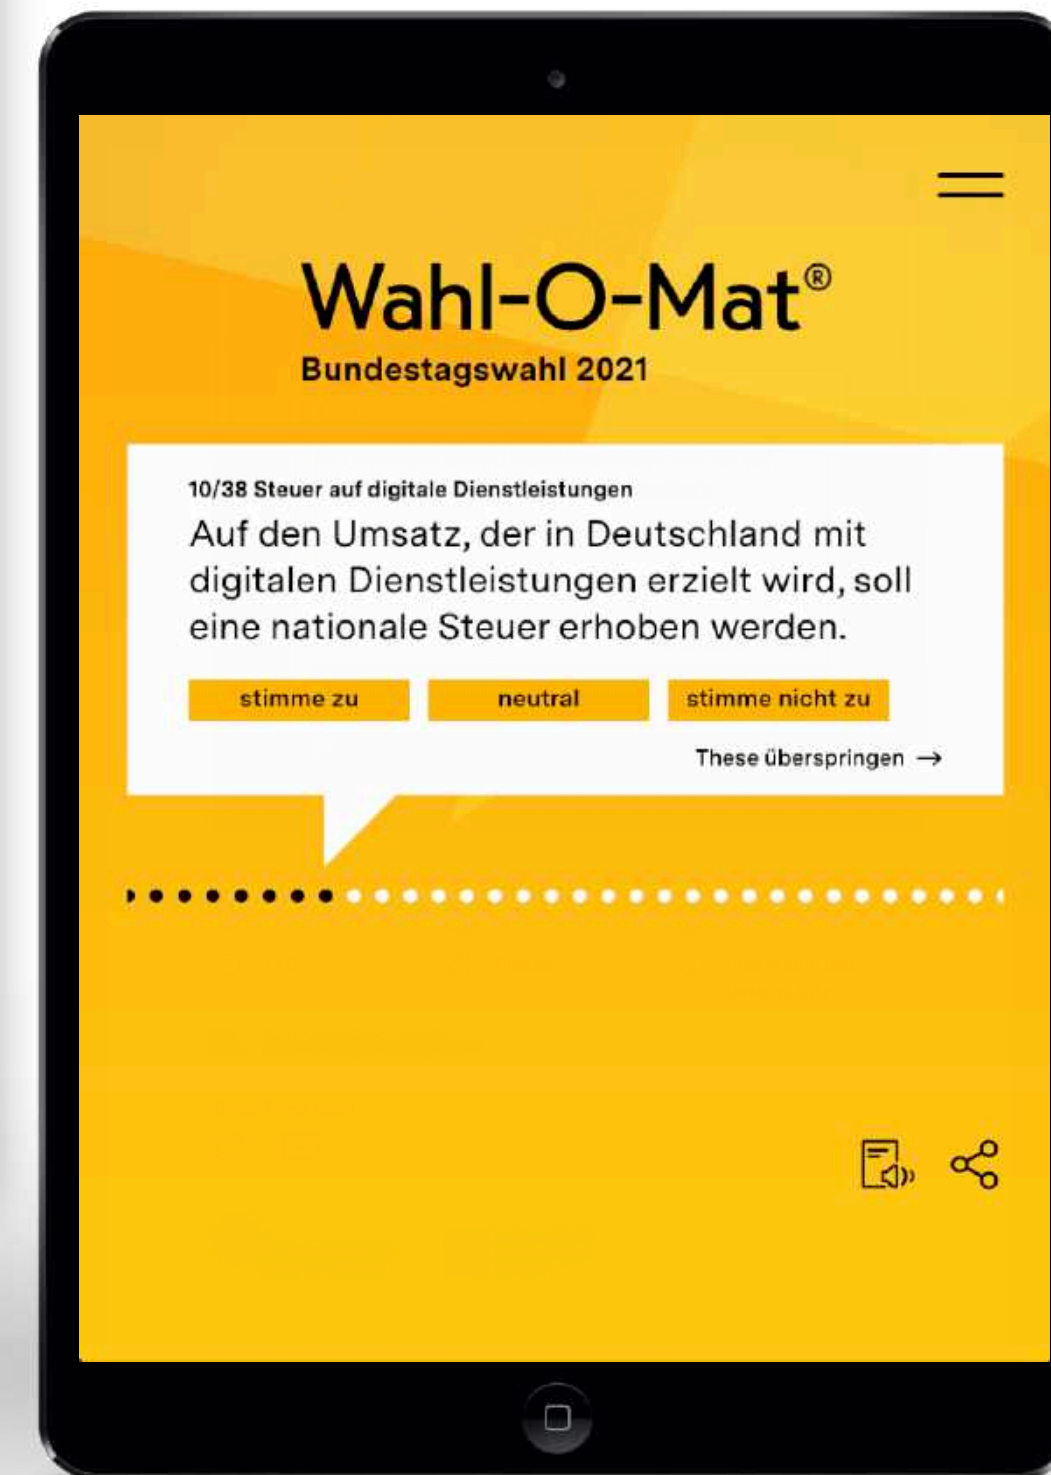 Wahl-O-Mat®
Bundestagswahl 2021
10/38 Steuer auf digitale Dienstleistungen
Auf den Umsatz, der in Deutschland mit
digitalen Dienstleistungen erzielt wird, soll
eine nationale Steuer erhoben werden.
stimme zu neutral stimme nicht zu
These überspringen →